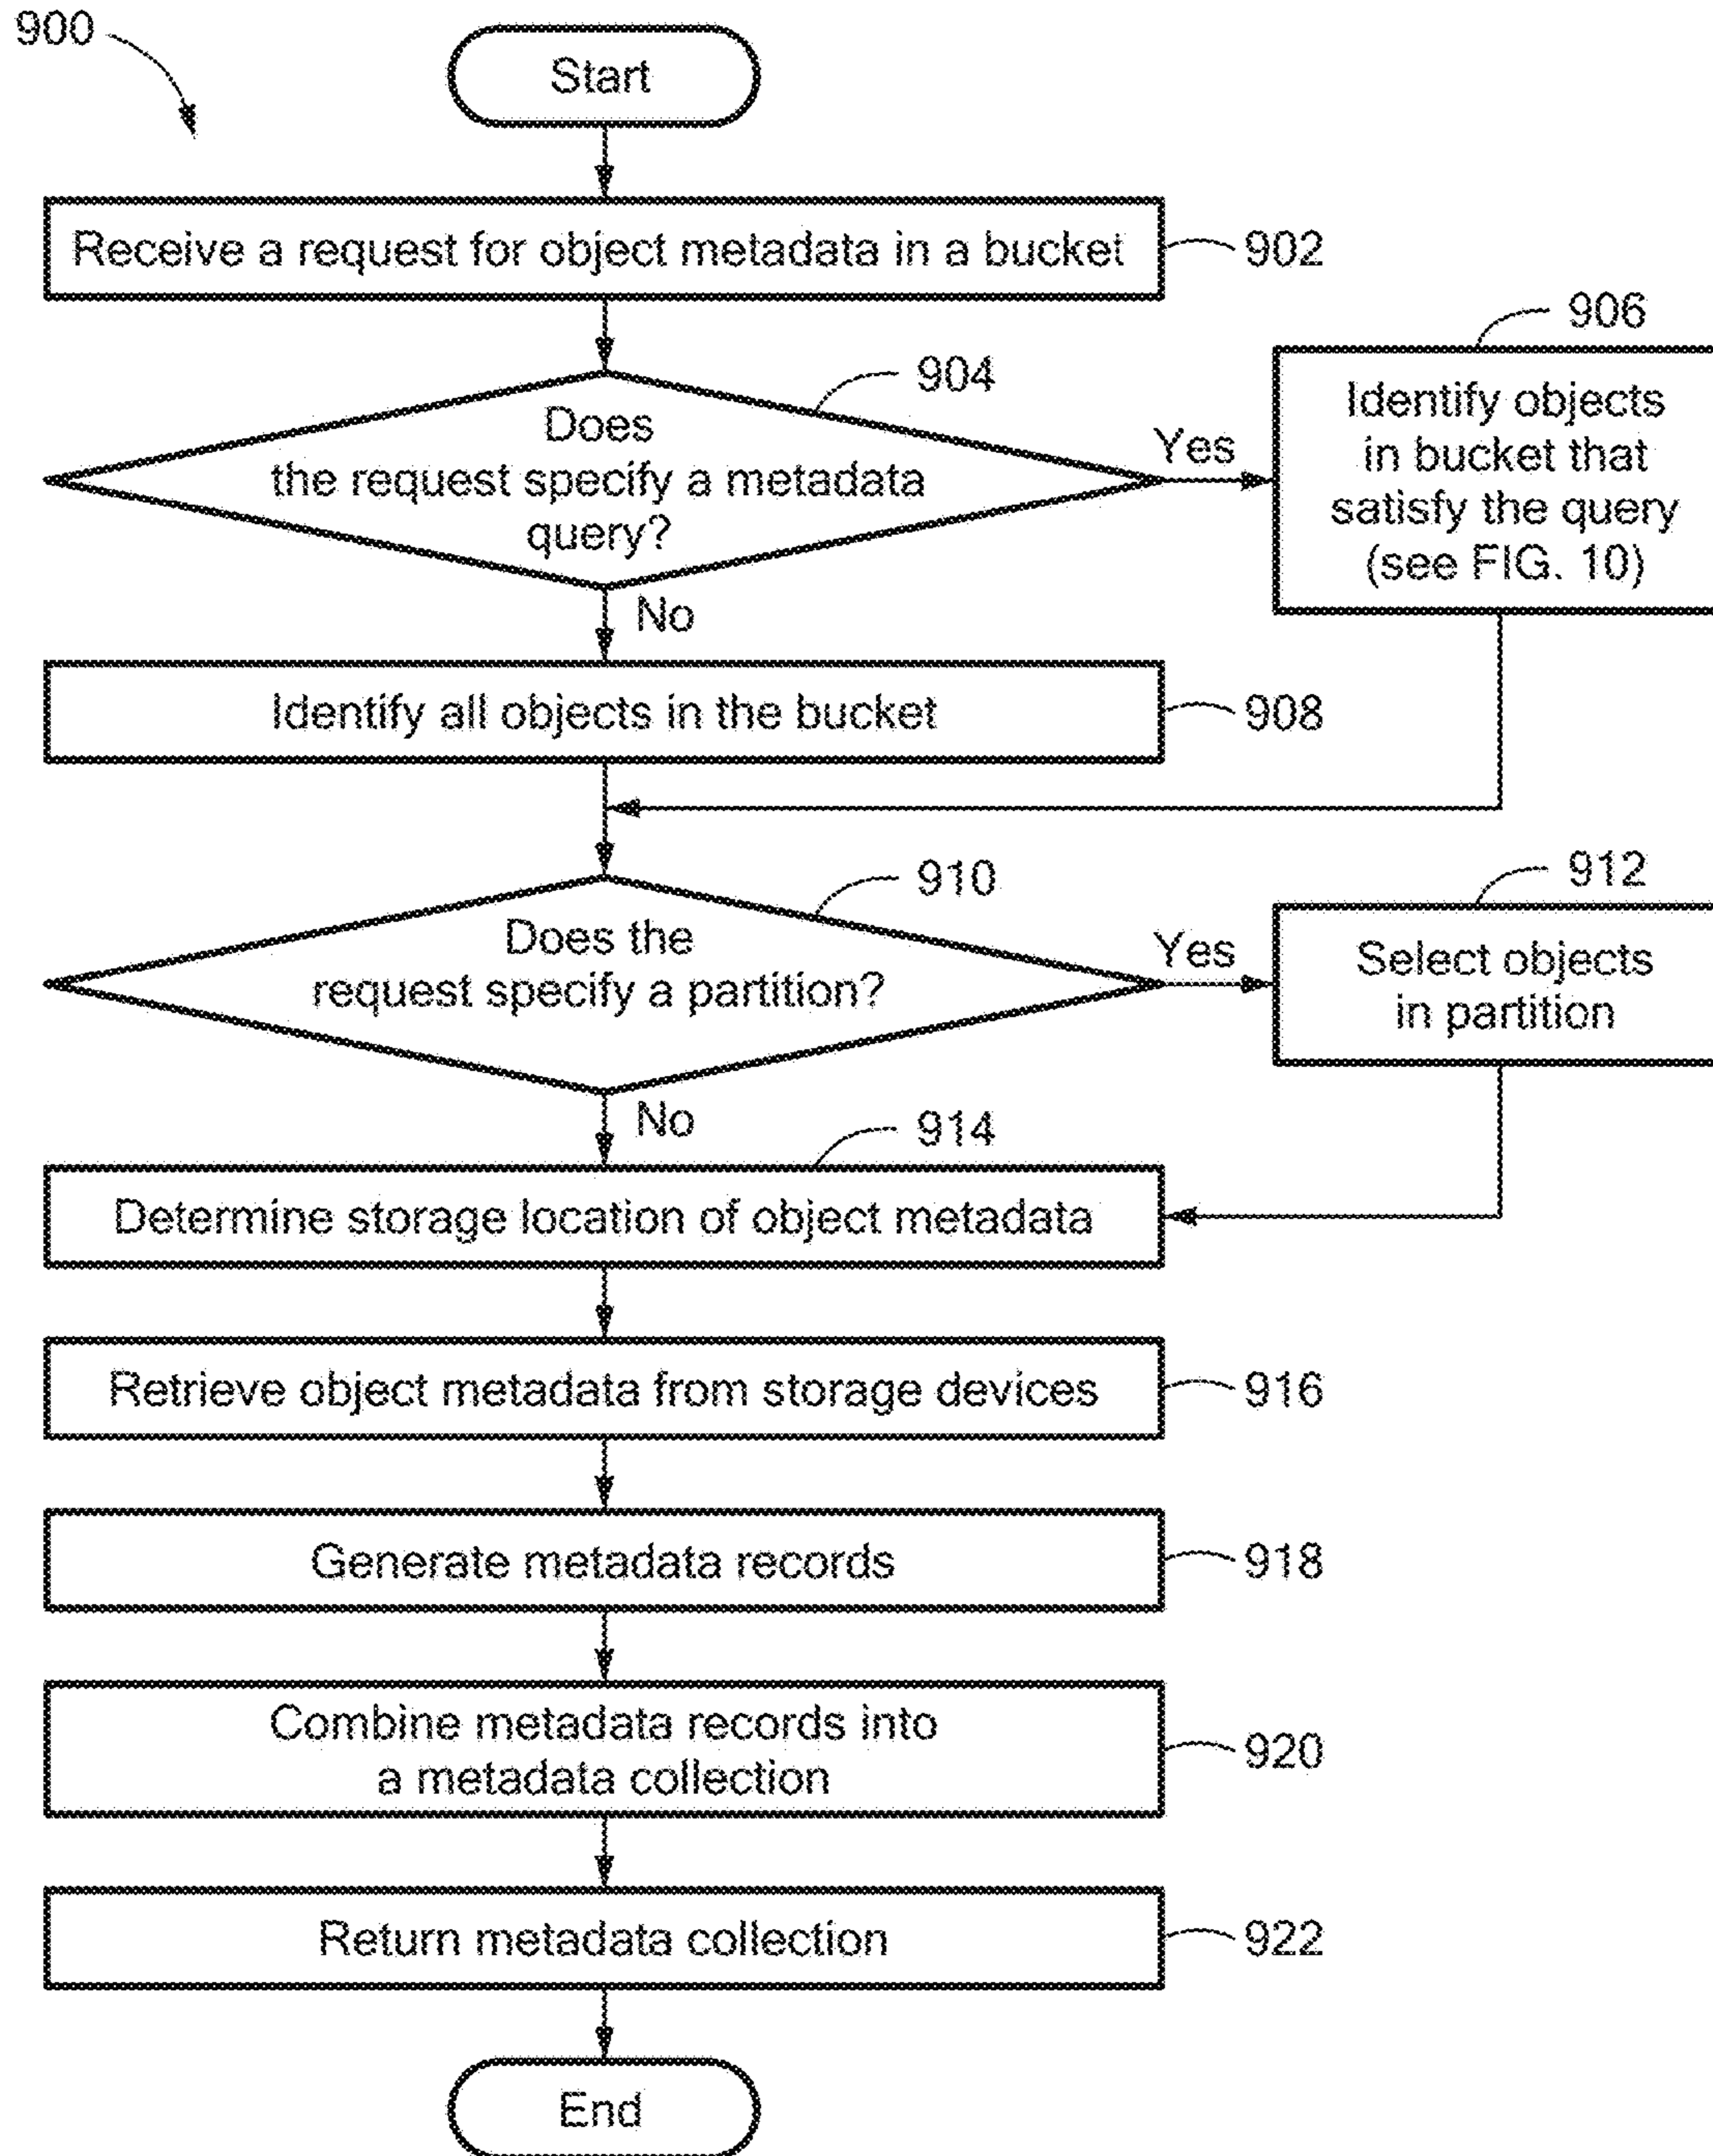 900
Start
Receive a request for object metadata in a bucket
902
904
Does
the request specify a metadata
query?
Yes
906
Identify objects
in bucket that
satisfy the query
(see FIG. 10)
No
Identify all objects in the bucket
908
910
Does the
request specify a partition?
Yes
912
Select objects
in partition
No
914
Determine storage location of object metadata
Retrieve object metadata from storage devices
916
Generate metadata records
918
Combine metadata records into
a metadata collection
920
Return metadata collection
922
End